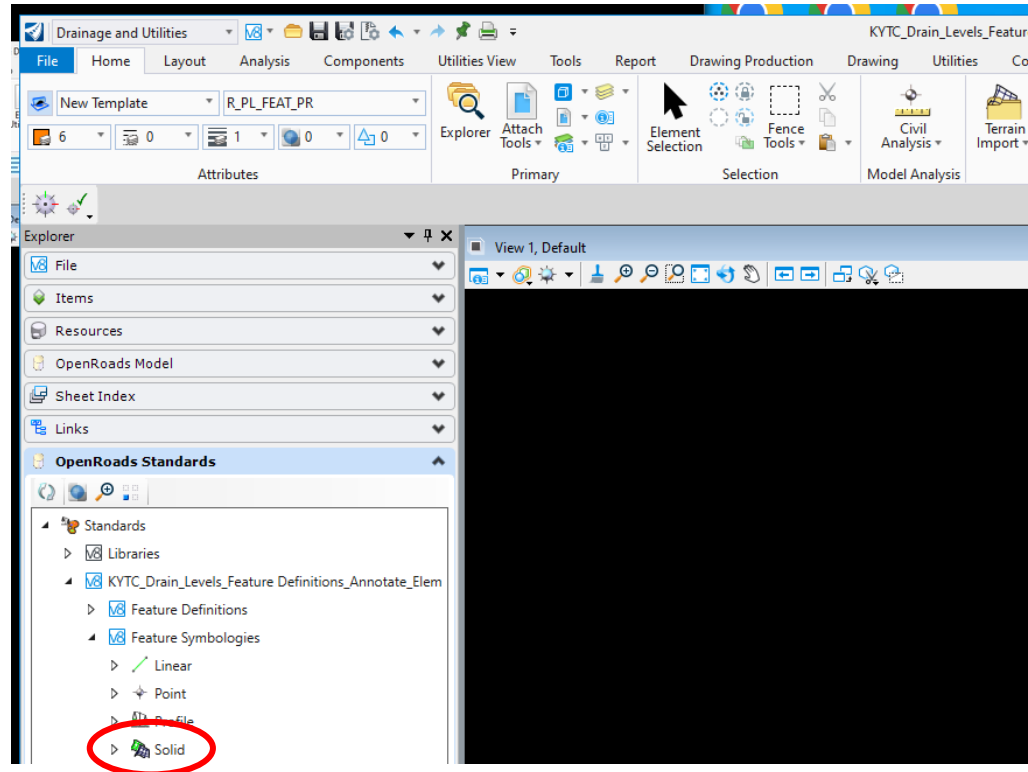 Drainage and Utilities
KYTC_Drain_Levels_Featur
File Home Layout Analysis Components Utilities View Tools Report Drawing Production Drawing Utilities Co
New Template R_PL_FEAT_PR
6 0 1 0 0
Explorer Attach Tools Element Selection Fence Tools Civil Analysis Terrain Import
Attributes Primary Selection Model Analysis
Explorer
View 1, Default
File
Items
Resources
OpenRoads Model
Sheet Index
Links
OpenRoads Standards
Standards
Libraries
KYTC_Drain_Levels_Feature Definitions_Annotate_Elem
Feature Definitions
Feature Symbologies
Linear
Point
Profile
Solid